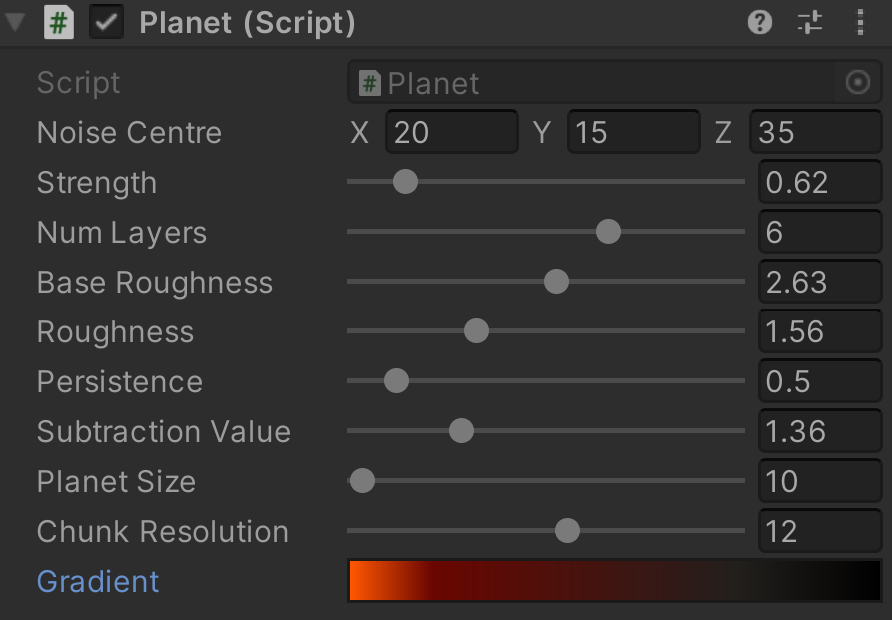 # Planet (Script) ?
Script # Planet
Noise Centre X 20 Y 15 Z 35
Strength 0.62
Num Layers 6
Base Roughness 2.63
Roughness 1.56
Persistence 0.5
Subtraction Value 1.36
Planet Size 10
Chunk Resolution 12
Gradient